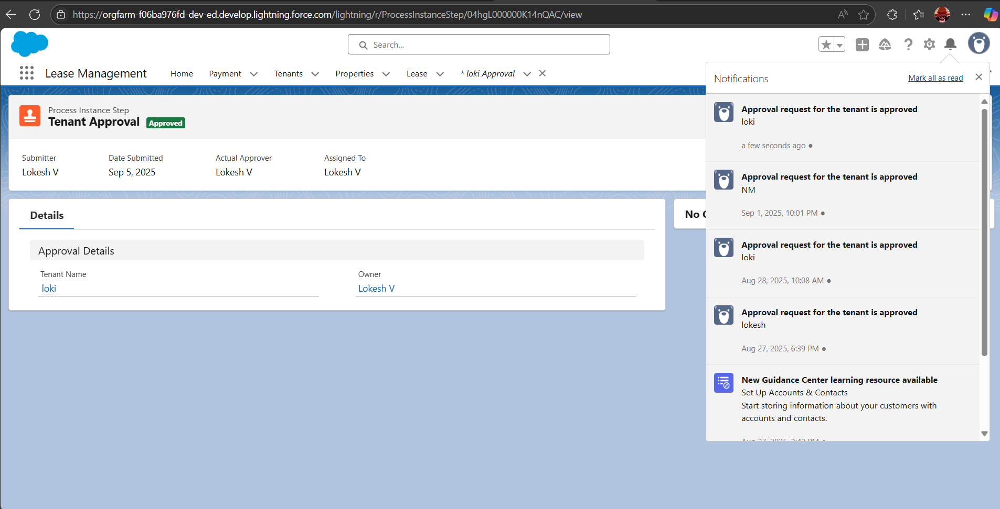 https://orgfarm-f06ba976fd-dev-ed.develop.lightning.force.com/lightning/r/ProcessInstanceStep/04hgL000000K14nQAC/view
Search...
Lease Management
Home
Payment
Tenants
Properties
Lease
* loki Approval
Process Instance Step
Tenant Approval
Approved
Submitter
Lokesh V
Date Submitted
Sep 5, 2025
Actual Approver
Lokesh V
Assigned To
Lokesh V
Details
Approval Details
Tenant Name
loki
Owner
Lokesh V
No
Notifications
Mark all as read
Approval request for the tenant is approved
loki
a few seconds ago
Approval request for the tenant is approved
NM
Sep 1, 2025, 10:01 PM
Approval request for the tenant is approved
loki
Aug 28, 2025, 10:08 AM
Approval request for the tenant is approved
lokesh
Aug 27, 2025, 6:39 PM
New Guidance Center learning resource available
Set Up Accounts & Contacts
Start storing information about your customers with
accounts and contacts.